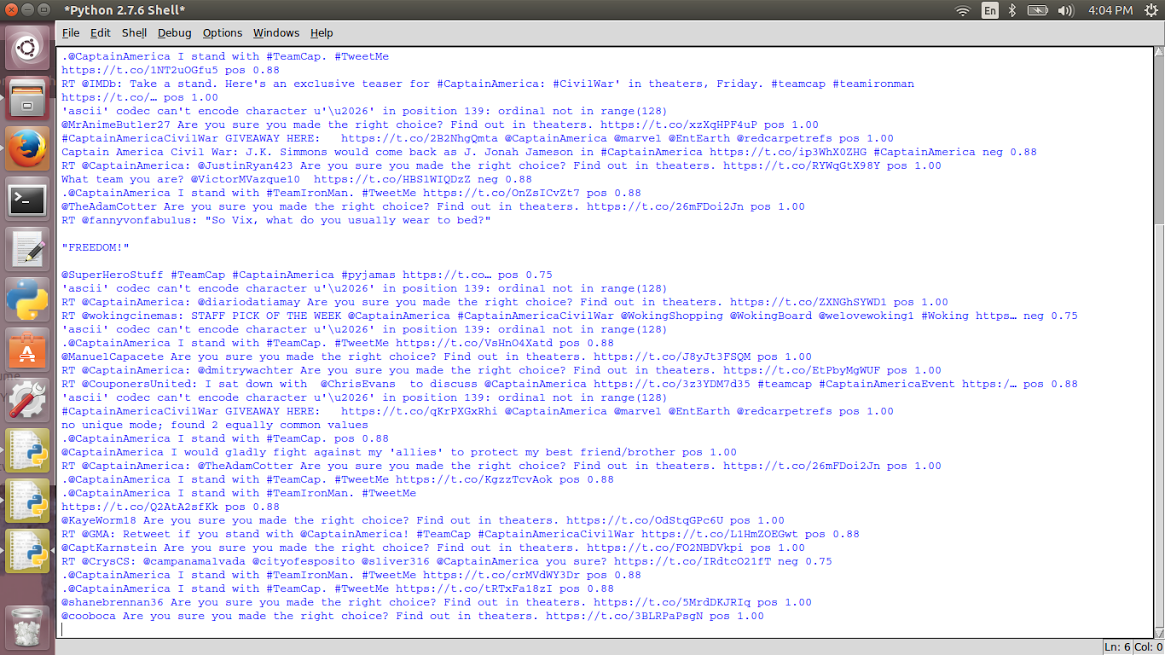 *Python 2.7.6 Shell*
En
4:04 PM
File Edit Shell Debug Options Windows Help
.@CaptainAmerica I stand with #TeamCap. #TweetMe
https://t.co/1NT2uOGfu5 pos 0.88
RT @IMDb: Take a stand. Here's an exclusive teaser for #CaptainAmerica: #CivilWar' in theaters, Friday. #teamcap #teamironman
https://t.co/… pos 1.00
'ascii' codec can't encode character u'\u2026' in position 139: ordinal not in range(128)
@MrAnimeButler27 Are you sure you made the right choice? Find out in theaters. https://t.co/xzXgHPF4uP pos 1.00
#CaptainAmericaCivilWar GIVEAWAY HERE:   https://t.co/2B2NhgQmta @CaptainAmerica @marvel @EntEarth @redcarpetrefs pos 1.00
Captain America Civil War: J.K. Simmons would come back as J. Jonah Jameson in #CaptainAmerica https://t.co/ip3WhX0ZHG #CaptainAmerica neg 0.88
RT @CaptainAmerica: @JustinRyan423 Are you sure you made the right choice? Find out in theaters. https://t.co/RYWqGtX98Y pos 1.00
What team you are? @VictorMVazquel0  https://t.co/HBSlWIQDzZ neg 0.88
.@CaptainAmerica I stand with #TeamIronMan. #TweetMe https://t.co/OnZsICvZt7 pos 0.88
@TheAdamCotter Are you sure you made the right choice? Find out in theaters. https://t.co/26mFDoi2Jn pos 1.00
RT @fannyvonfabulus: "So Vix, what do you usually wear to bed?"
"FREEDOM!"
@SuperHeroStuff #TeamCap #CaptainAmerica #pyjamas https://t.co… pos 0.75
'ascii' codec can't encode character u'\u2026' in position 139: ordinal not in range(128)
RT @CaptainAmerica: @diariodatiamay Are you sure you made the right choice? Find out in theaters. https://t.co/ZXNGhSYWD1 pos 1.00
RT @wokingcinemas: STAFF PICK OF THE WEEK @CaptainAmerica #CaptainAmericaCivilWar @WokingShopping @WokingBoard @welovewoking1 #Woking https… neg 0.75
'ascii' codec can't encode character u'\u2026' in position 139: ordinal not in range(128)
.@CaptainAmerica I stand with #TeamCap. #TweetMe https://t.co/VsHnO4Xatd pos 0.88
@ManuelCapacete Are you sure you made the right choice? Find out in theaters. https://t.co/J8yJt3FSQM pos 1.00
RT @CaptainAmerica: @dmitrywachter Are you sure you made the right choice? Find out in theaters. https://t.co/EtPbyMgWUF pos 1.00
RT @CouponersUnited: I sat down with  @ChrisEvans  to discuss @CaptainAmerica https://t.co/3z3YDM7d35 #teamcap #CaptainAmericaEvent https:/… pos 0.88
'ascii' codec can't encode character u'\u2026' in position 139: ordinal not in range(128)
#CaptainAmericaCivilWar GIVEAWAY HERE:   https://t.co/qKrPXGxRhi @CaptainAmerica @marvel @EntEarth @redcarpetrefs pos 1.00
no unique mode; found 2 equally common values
.@CaptainAmerica I stand with #TeamCap. pos 0.88
@CaptainAmerica I would gladly fight against my 'allies' to protect my best friend/brother pos 1.00
RT @CaptainAmerica: @TheAdamCotter Are you sure you made the right choice? Find out in theaters. https://t.co/26mFDoi2Jn pos 1.00
.@CaptainAmerica I stand with #TeamCap. #TweetMe https://t.co/KgzzTcvAok pos 0.88
.@CaptainAmerica I stand with #TeamIronMan. #TweetMe
https://t.co/Q2AtA2sfKk pos 0.88
@KayeWorm18 Are you sure you made the right choice? Find out in theaters. https://t.co/OdStqGPc6U pos 1.00
RT @GMA: Retweet if you stand with @CaptainAmerica! #TeamCap #CaptainAmericaCivilWar https://t.co/L1HmZOEGwt pos 0.88
@CaptKarnstein Are you sure you made the right choice? Find out in theaters. https://t.co/FO2NBDVkpi pos 1.00
RT @CrysCS: @campanamalvada @cityofesposito @sliver316 @CaptainAmerica you sure? https://t.co/IRdtcO21fT neg 0.75
.@CaptainAmerica I stand with #TeamIronMan. #TweetMe https://t.co/crMVdWY3Dr pos 0.88
.@CaptainAmerica I stand with #TeamCap. #TweetMe https://t.co/tRTxFa18zI pos 0.88
@shanebrennan36 Are you sure you made the right choice? Find out in theaters. https://t.co/5MrdDKJRIq pos 1.00
@cooboca Are you sure you made the right choice? Find out in theaters. https://t.co/3BLRPaPsgN pos 1.00
Ln: 6 Col: 0